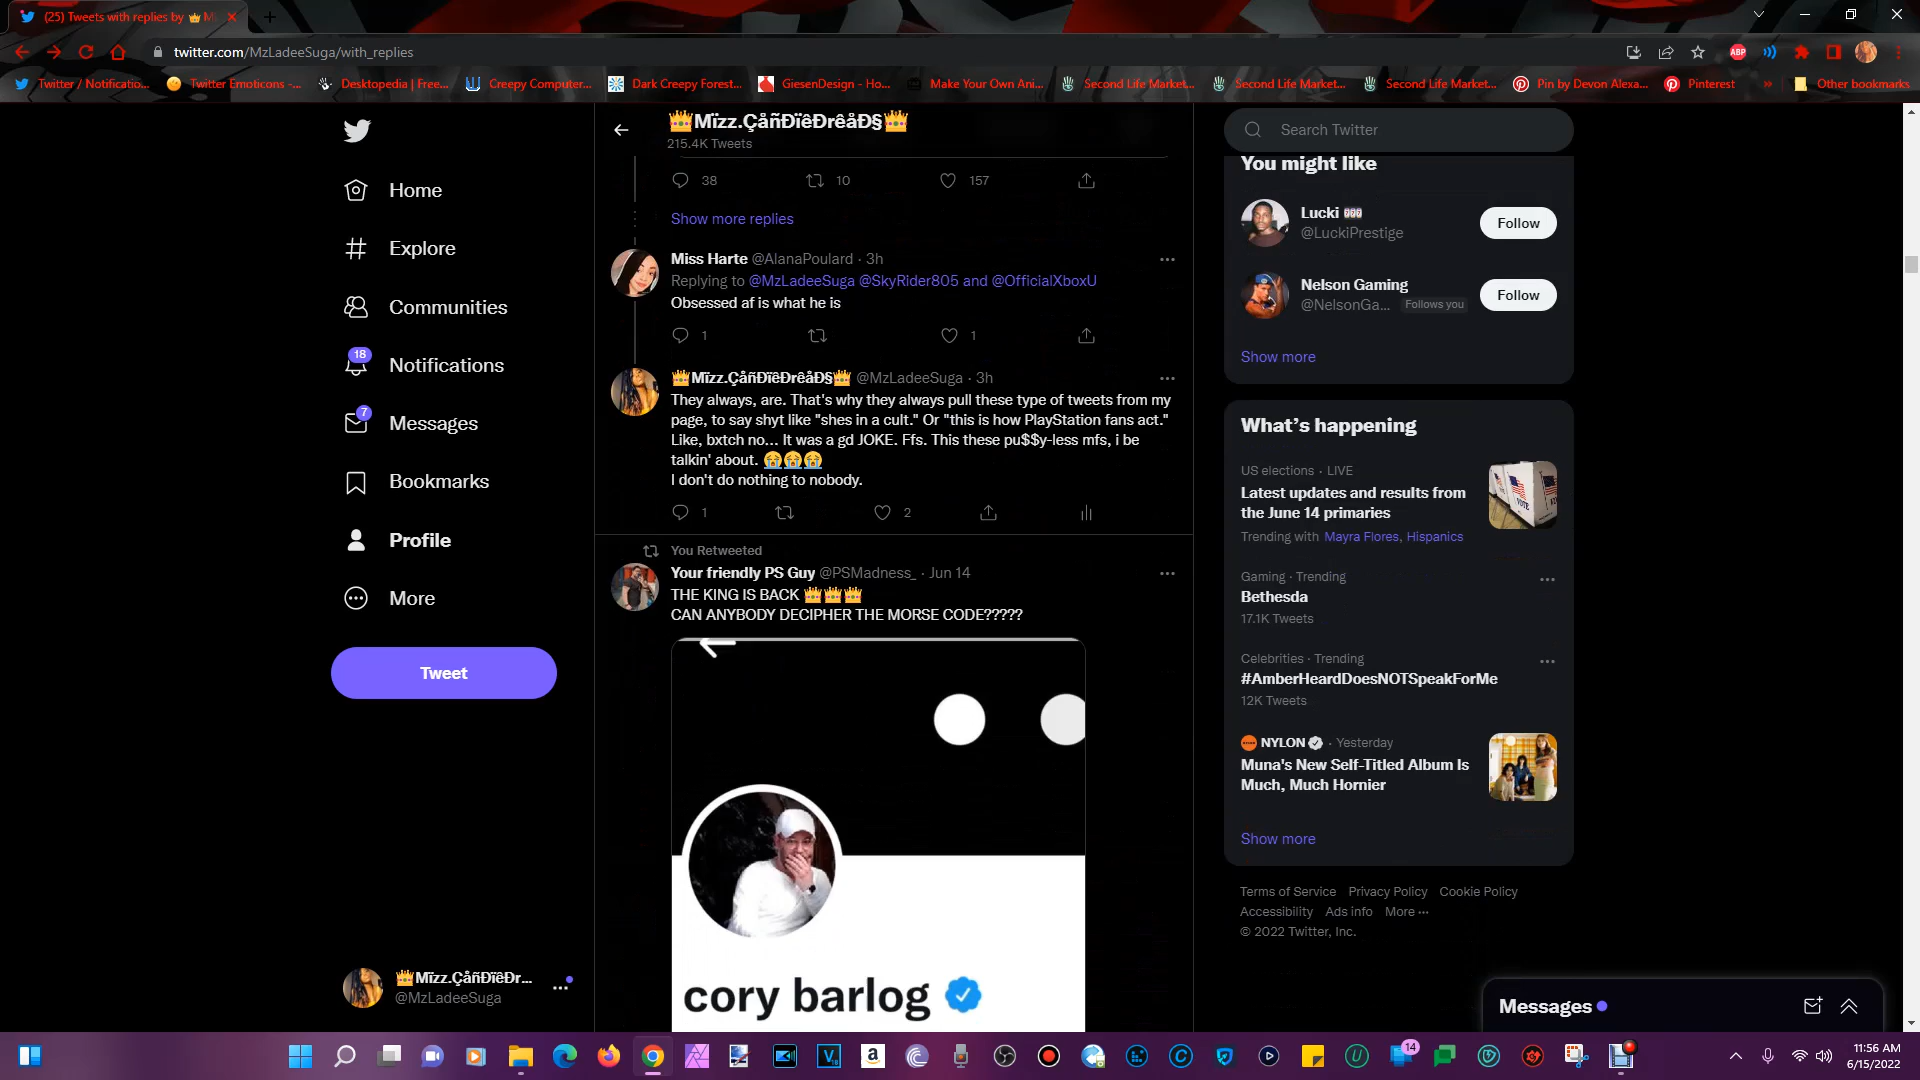 (25) Tweets with replies by 👑 M
twitter.com/MzLadeeSuga/with_replies
ABP
Twitter / Notificatio...
Twitter Emoticons -...
Desktopedia | Free...
Creepy Computer...
Dark Creepy Forest...
GiesenDesign - Ho...
Make Your Own Ani...
Second Life Market...
Second Life Market...
Second Life Market...
Pin by Devon Alexa...
Pinterest
»
Other bookmarks
Home
Explore
Communities
18
Notifications
7
Messages
Bookmarks
Profile
More
Tweet
👑Mïzz.ÇåñÐïêÐr...
@MzLadeeSuga
👑Mïzz.ÇåñÐïêÐrêåÐ§👑
215.4K Tweets
38 10 157
Show more replies
Miss Harte @AlanaPoulard · 3h
Replying to @MzLadeeSuga @SkyRider805 and @OfficialXboxU
Obsessed af is what he is
1 1
👑Mïzz.ÇåñÐïêÐrêåÐ§👑 @MzLadeeSuga · 3h
They always, are. That's why they always pull these type of tweets from my
page, to say shyt like "shes in a cult." Or "this is how PlayStation fans act."
Like, bxtch no... It was a gd JOKE. Ffs. This these pu$$y-less mfs, i be
talkin' about. 😭😭😭
I don't do nothing to nobody.
1 2
You Retweeted
Your friendly PS Guy @PSMadness_ · Jun 14
THE KING IS BACK 👑👑👑
CAN ANYBODY DECIPHER THE MORSE CODE?????
cory barlog
Search Twitter
You might like
Lucki
@LuckiPrestige
Follow
Nelson Gaming
@NelsonGa... Follows you
Follow
Show more
What's happening
US elections · LIVE
Latest updates and results from
the June 14 primaries
Trending with Mayra Flores, Hispanics
VOTE
Gaming · Trending
Bethesda
17.1K Tweets
Celebrities · Trending
#AmberHeardDoesNOTSpeakForMe
12K Tweets
NYLON · Yesterday
Muna's New Self-Titled Album Is
Much, Much Hornier
Show more
Terms of Service Privacy Policy Cookie Policy
Accessibility Ads info More ···
© 2022 Twitter, Inc.
Messages
14
11:56 AM
6/15/2022